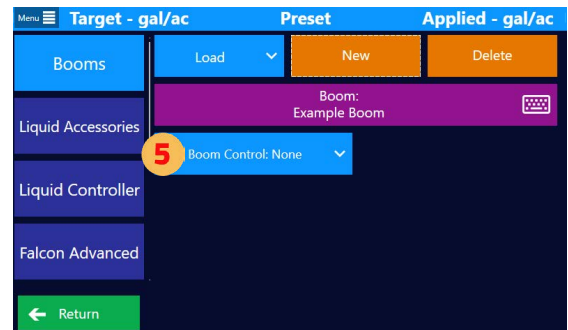 Menu Target - gal/ac Preset Applied - gal/ac
Booms
Load New Delete
Boom:
Example Boom
Liquid Accessories
5 Boom Control: None
Liquid Controller
Falcon Advanced
Return